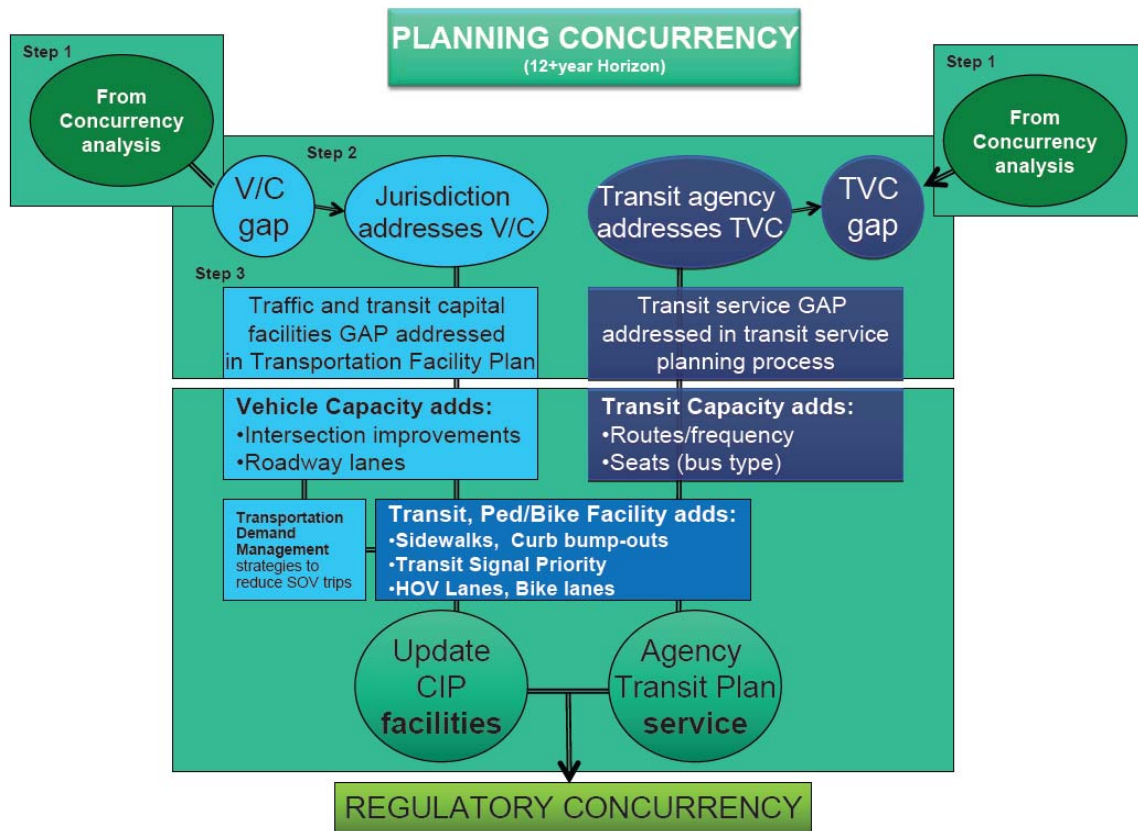 PLANNING CONCURRENCY
(12+year Horizon)
Step 1
From
Concurrency
analysis
Step 1
From
Concurrency
analysis
Step 2
V/C
gap
Jurisdiction
addresses V/C
Transit agency
addresses TVC
TVC
gap
Step 3
Traffic and transit capital
facilities GAP addressed
in Transportation Facility Plan
Transit service GAP
addressed in transit service
planning process
Vehicle Capacity adds:
•Intersection improvements
•Roadway lanes
Transit Capacity adds:
•Routes/frequency
•Seats (bus type)
Transportation
Demand
Management
strategies to
reduce SOV trips
Transit, Ped/Bike Facility adds:
•Sidewalks, Curb bump-outs
•Transit Signal Priority
•HOV Lanes, Bike lanes
Update
CIP
facilities
Agency
Transit Plan
service
REGULATORY CONCURRENCY